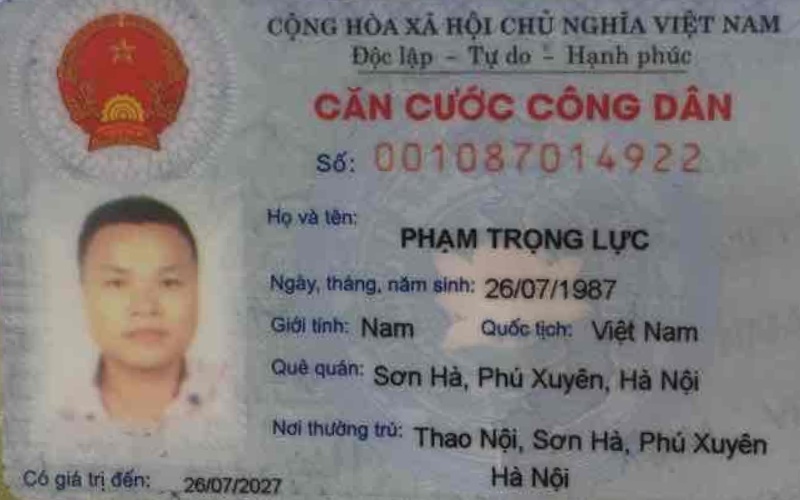 CỘNG HÒA XÃ HỘI CHỦ NGHĨA VIỆT NAM
Độc lập - Tự do - Hạnh phúc
CĂN CƯỚC CÔNG DÂN
Số: 001087014922
Họ và tên:
PHẠM TRỌNG LỰC
Ngày, tháng, năm sinh: 26/07/1987
Giới tính: Nam Quốc tịch: Việt Nam
Quê quán: Sơn Hà, Phú Xuyên, Hà Nội
Nơi thường trú: Thao Nội, Sơn Hà, Phú Xuyên
Hà Nội
Có giá trị đến: 26/07/2027